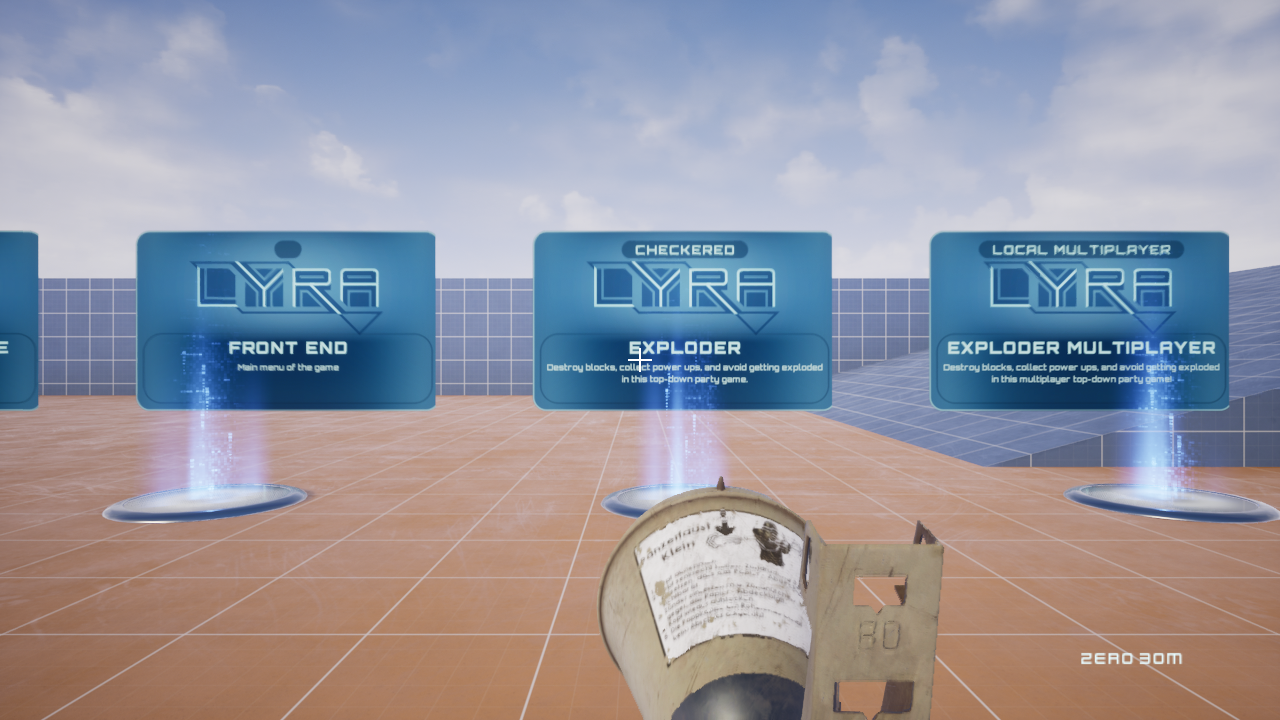 E
LYRA
FRONT END
Main menu of the game
CHECKERED
LYRA
EXPLODER
Destroy blocks, collect power ups, and avoid getting exploded
in this top-down party game.
LOCAL MULTIPLAYER
LYRA
EXPLODER MULTIPLAYER
Destroy blocks, collect power ups, and avoid getting exploded
in this multiplayer top-down party game!
Klein
80
ZERO 30M